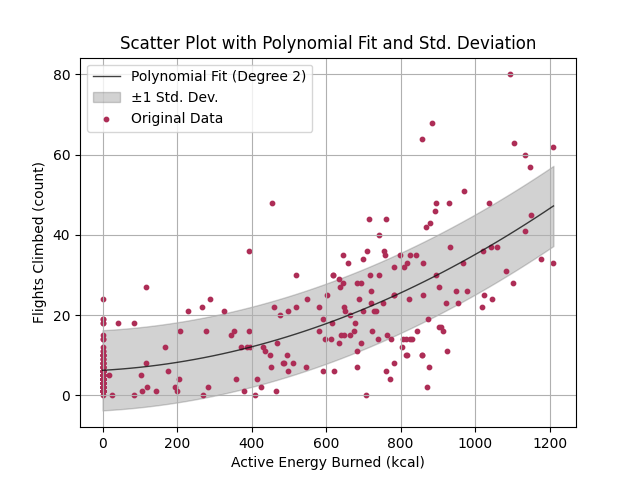 Scatter Plot with Polynomial Fit and Std. Deviation
Polynomial Fit (Degree 2)
±1 Std. Dev.
Original Data
Flights Climbed (count)
80
60
40
20
0
0 200 400 600 800 1000 1200
Active Energy Burned (kcal)